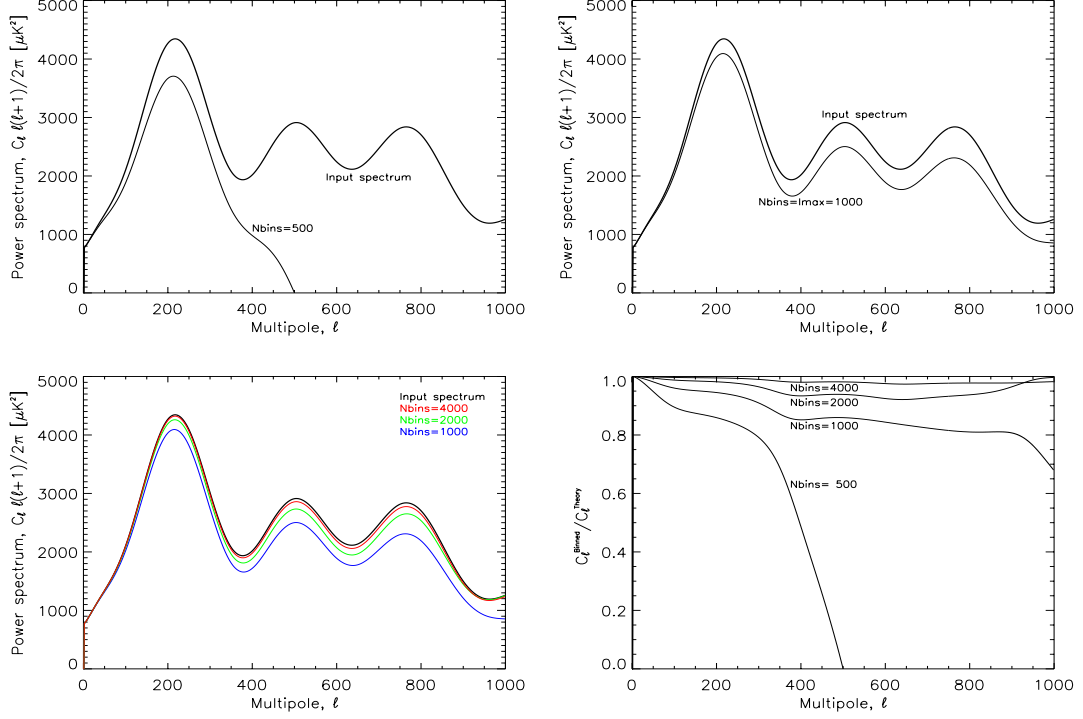 Power spectrum, Cℓ ℓ(ℓ+1)/2π [μK²]
5000
4000
3000
2000
1000
0
Input spectrum
Nbins=500
0 200 400 600 800 1000
Multipole, ℓ
Power spectrum, Cℓ ℓ(ℓ+1)/2π [μK²]
5000
4000
3000
2000
1000
0
Input spectrum
Nbins=lmax=1000
0 200 400 600 800 1000
Multipole, ℓ
Power spectrum, Cℓ ℓ(ℓ+1)/2π [μK²]
5000
4000
3000
2000
1000
0
Input spectrum
Nbins=4000
Nbins=2000
Nbins=1000
0 200 400 600 800 1000
Multipole, ℓ
Cℓ^Binned/Cℓ^Theory
1.0
0.8
0.6
0.4
0.2
0.0
Nbins=4000
Nbins=2000
Nbins=1000
Nbins= 500
0 200 400 600 800 1000
Multipole, ℓ